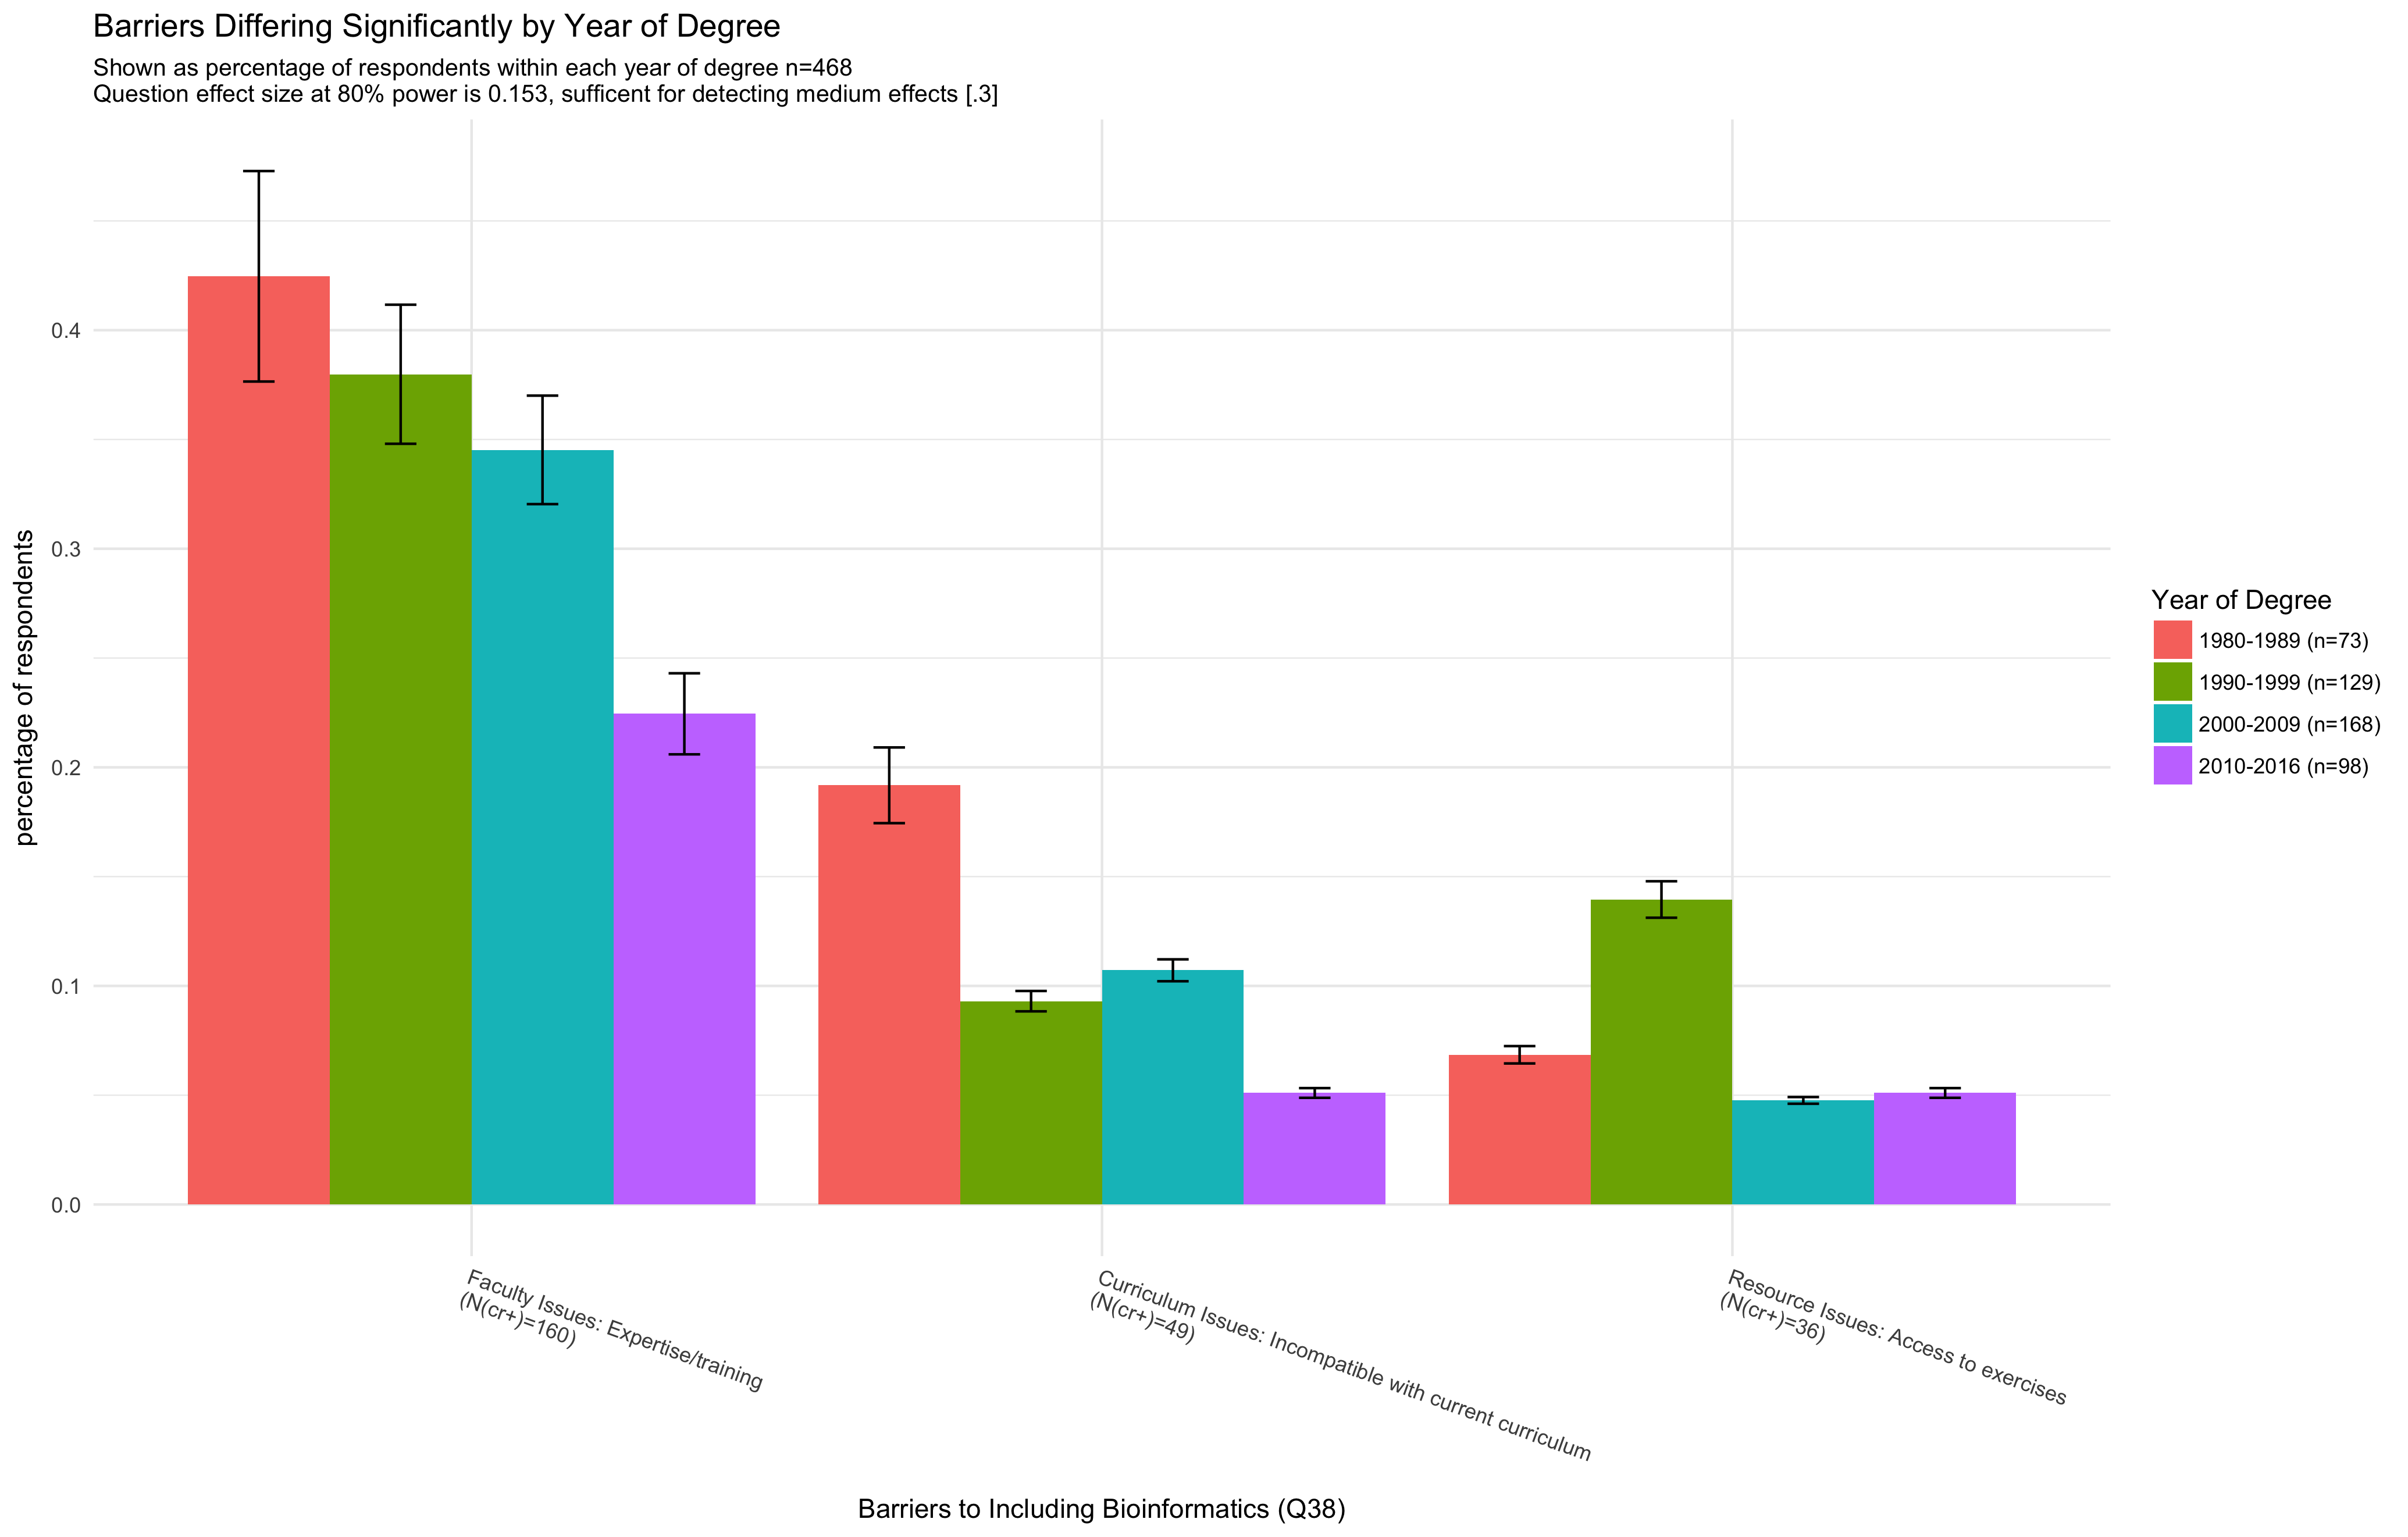 Barriers Differing Significantly by Year of Degree
Shown as percentage of respondents within each year of degree n=468
Question effect size at 80% power is 0.153, sufficent for detecting medium effects [.3]
percentage of respondents
0.4
0.3
0.2
0.1
0.0
Faculty Issues: Expertise/training
(N(cr+)=160)
Curriculum Issues: Incompatible with current curriculum
(N(cr+)=49)
Resource Issues: Access to exercises
(N(cr+)=36)
Barriers to Including Bioinformatics (Q38)
Year of Degree
1980-1989 (n=73)
1990-1999 (n=129)
2000-2009 (n=168)
2010-2016 (n=98)